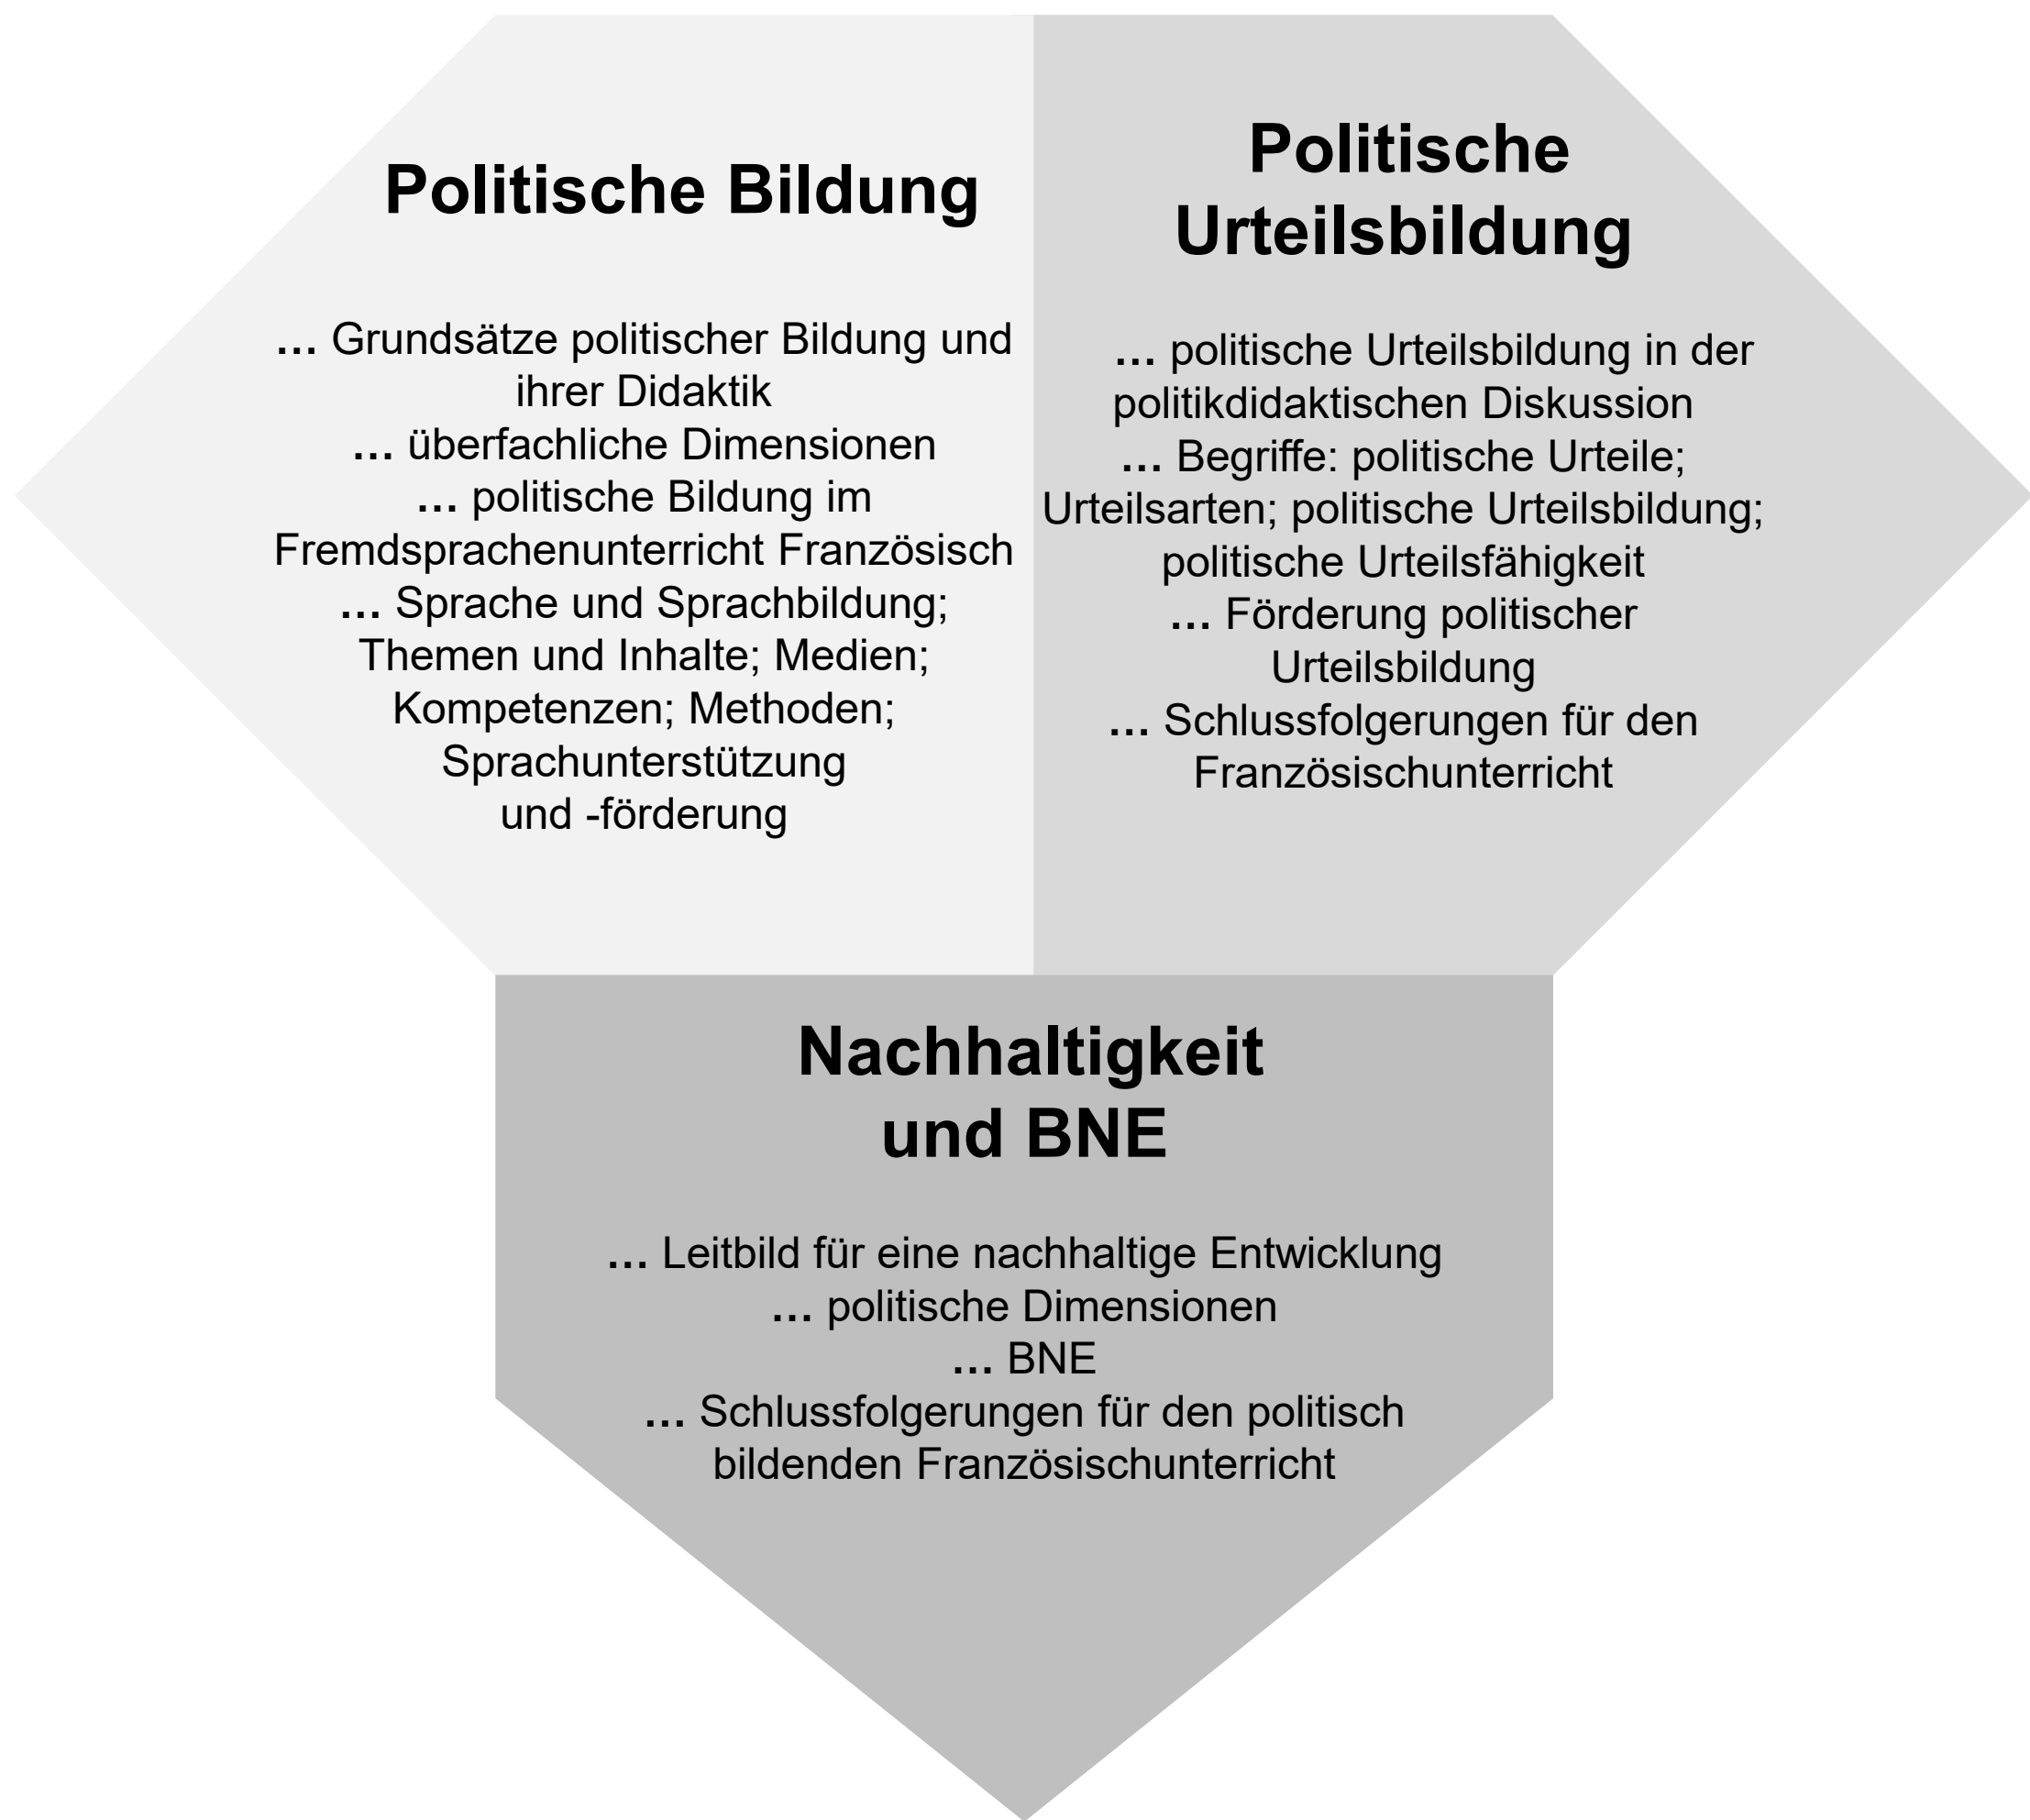 Politische Bildung
… Grundsätze politischer Bildung und
ihrer Didaktik
… überfachliche Dimensionen
… politische Bildung im
Fremdsprachenunterricht Französisch
… Sprache und Sprachbildung;
Themen und Inhalte; Medien;
Kompetenzen; Methoden;
Sprachunterstützung
und -förderung
Politische
Urteilsbildung
… politische Urteilsbildung in der
politikdidaktischen Diskussion
… Begriffe: politische Urteile;
Urteilsarten; politische Urteilsbildung;
politische Urteilsfähigkeit
… Förderung politischer
Urteilsbildung
… Schlussfolgerungen für den
Französischunterricht
Nachhaltigkeit
und BNE
… Leitbild für eine nachhaltige Entwicklung
… politische Dimensionen
… BNE
… Schlussfolgerungen für den politisch
bildenden Französischunterricht